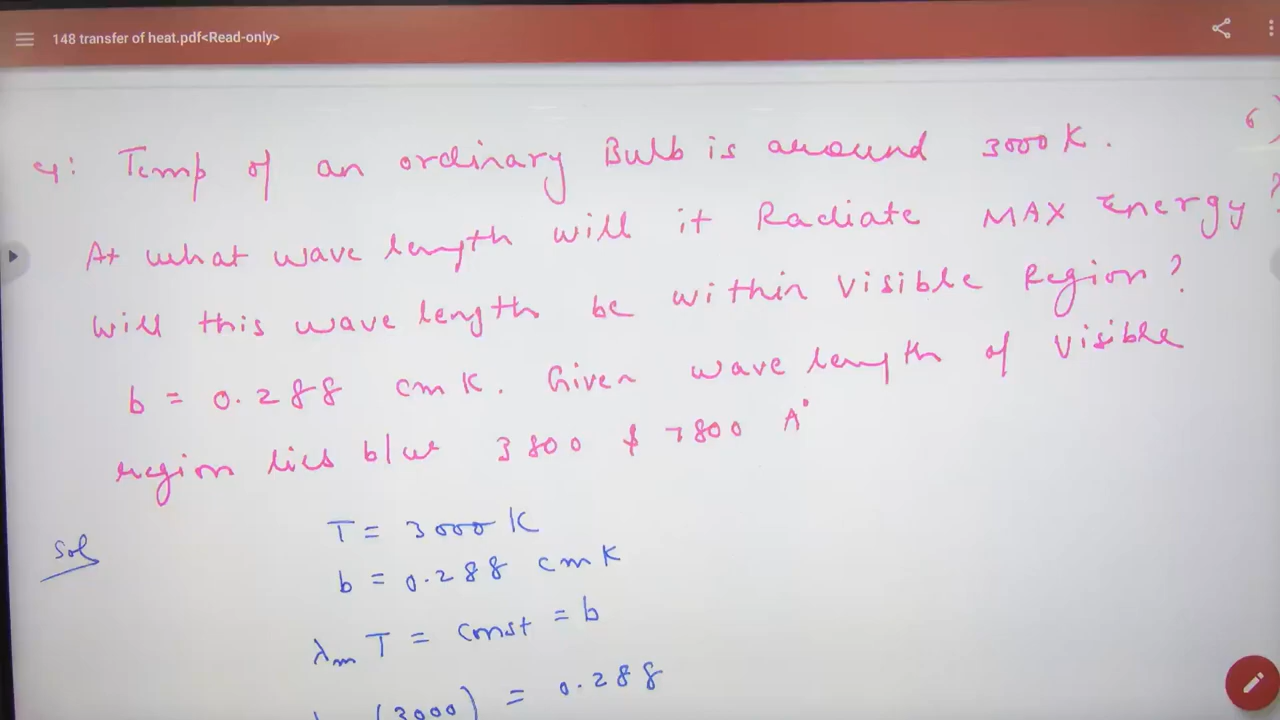 148 transfer of heat.pdf<Read-only>
6)
4: Temp of an ordinary Bulb is around 3000 K.
At what wave length will it Radiate MAX Energy?
Will this wave length be within visible Region?
b = 0.288 cm K. Given wave length of visible
region lies b/w 3800 & 7800 A°
Sol
T = 3000 K
b = 0.288 cm K
λm T = const = b
(3000) = 0.288